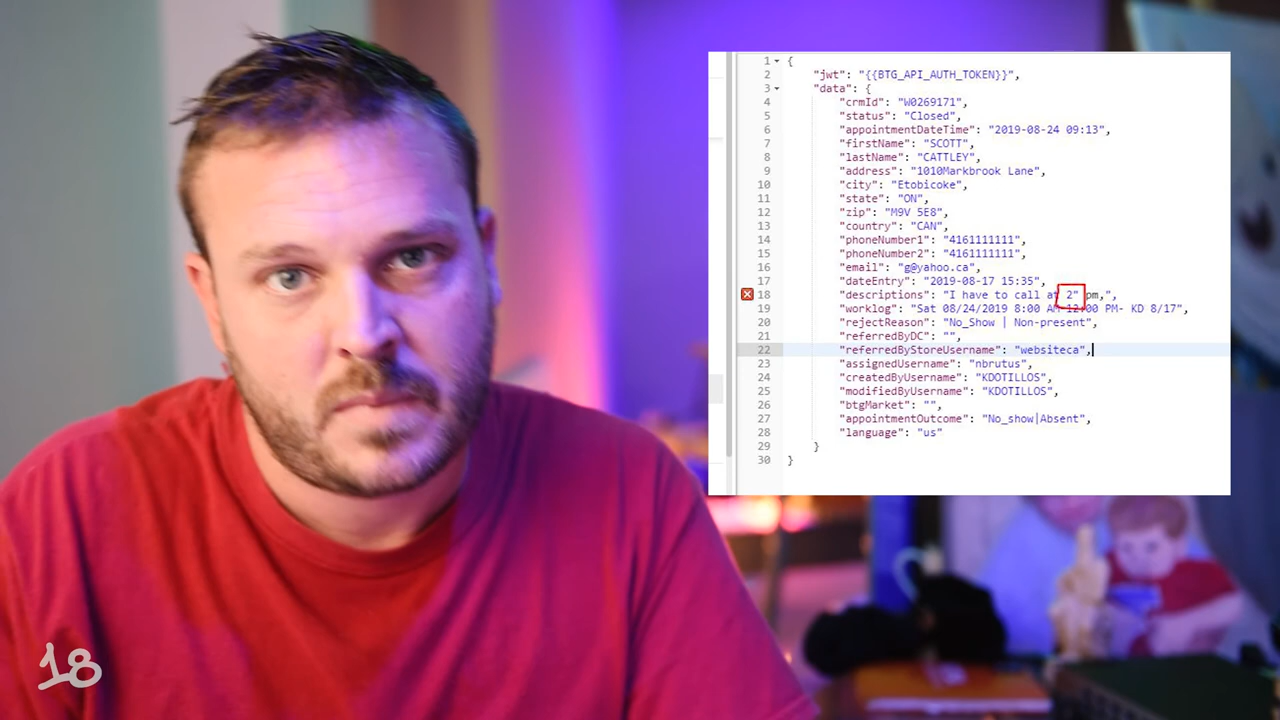 1 {
2 "jwt": "{{BTG_API_AUTH_TOKEN}}",
3 "data": {
4 "crmId": "W0269171",
5 "status": "Closed",
6 "appointmentDateTime": "2019-08-24 09:13",
7 "firstName": "SCOTT",
8 "lastName": "CATTLEY",
9 "address": "1010Markbrook Lane",
10 "city": "Etobicoke",
11 "state": "ON",
12 "zip": "M9V 5E8",
13 "country": "CAN",
14 "phoneNumber1": "4161111111",
15 "phoneNumber2": "4161111111",
16 "email": "g@yahoo.ca",
17 "dateEntry": "2019-08-17 15:35",
18 "descriptions": "I have to call at 2" pm,",
19 "worklog": "Sat 08/24/2019 8:00 AM 12:00 PM- KD 8/17",
20 "rejectReason": "No_Show | Non-present",
21 "referredByDC": "",
22 "referredByStoreUsername": "websiteca",
23 "assignedUsername": "nbrutus",
24 "createdByUsername": "KDOTILLOS",
25 "modifiedByUsername": "KDOTILLOS",
26 "btgMarket": "",
27 "appointmentOutcome": "No_show|Absent",
28 "language": "us"
29 }
30 }
18